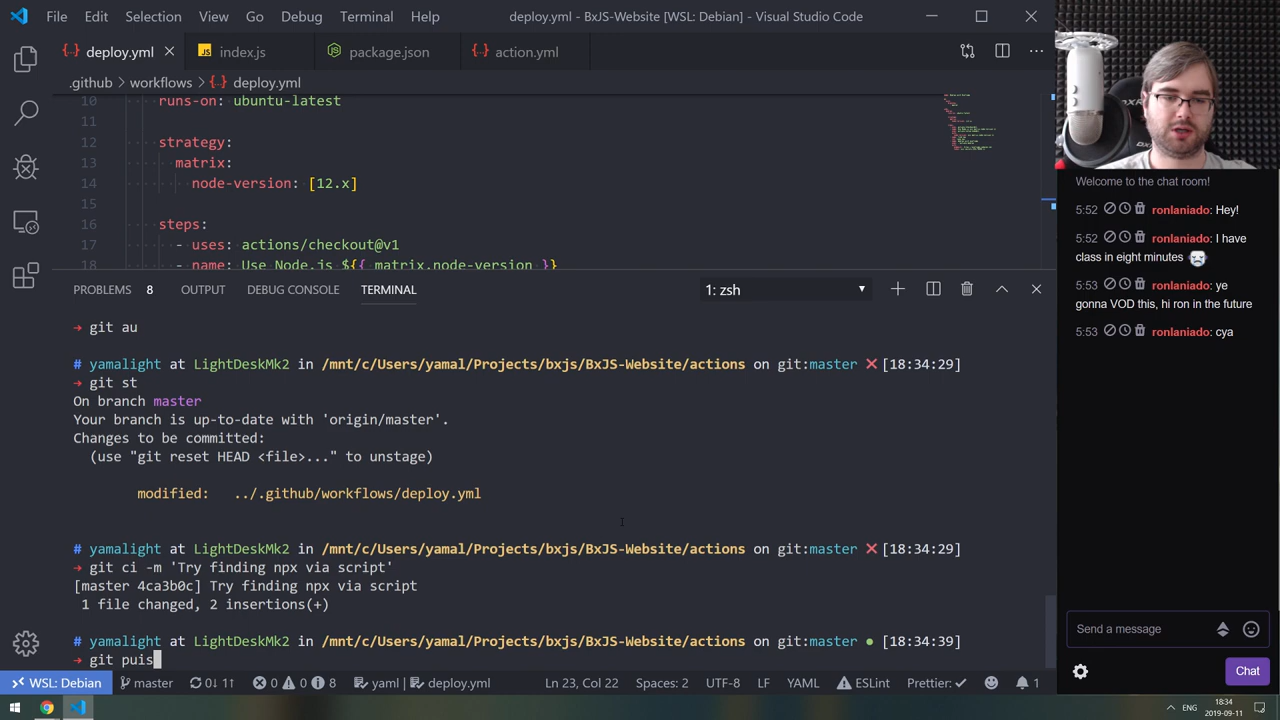 File Edit Selection View Go Debug Terminal Help deploy.yml - BxJS-Website [WSL: Debian] - Visual Studio Code
deploy.yml index.js package.json action.yml
.github › workflows › deploy.yml
10 runs-on: ubuntu-latest
11
12 strategy:
13 matrix:
14 node-version: [12.x]
15
16 steps:
17 - uses: actions/checkout@v1
18 - name: Use Node.js ${{ matrix.node-version }}
PROBLEMS 8 OUTPUT DEBUG CONSOLE TERMINAL 1: zsh
→ git au
# yamalight at LightDeskMk2 in /mnt/c/Users/yamal/Projects/bxjs/BxJS-Website/actions on git:master ❌ [18:34:29]
→ git st
On branch master
Your branch is up-to-date with 'origin/master'.
Changes to be committed:
(use "git reset HEAD <file>..." to unstage)
modified: ../.github/workflows/deploy.yml
# yamalight at LightDeskMk2 in /mnt/c/Users/yamal/Projects/bxjs/BxJS-Website/actions on git:master ❌ [18:34:29]
→ git ci -m 'Try finding npx via script'
[master 4ca3b0c] Try finding npx via script
1 file changed, 2 insertions(+)
# yamalight at LightDeskMk2 in /mnt/c/Users/yamal/Projects/bxjs/BxJS-Website/actions on git:master ● [18:34:39]
→ git puis
WSL: Debian master 0↓ 1↑ 0 0 8 yaml | deploy.yml Ln 23, Col 22 Spaces: 2 UTF-8 LF YAML ESLint Prettier: ✓ 1
Welcome to the chat room!
5:52 ronlaniado: Hey!
5:52 ronlaniado: I have
class in eight minutes
5:53 ronlaniado: ye
gonna VOD this, hi ron in the future
5:53 ronlaniado: cya
Send a message
Chat
ENG 18:34
2019-09-11